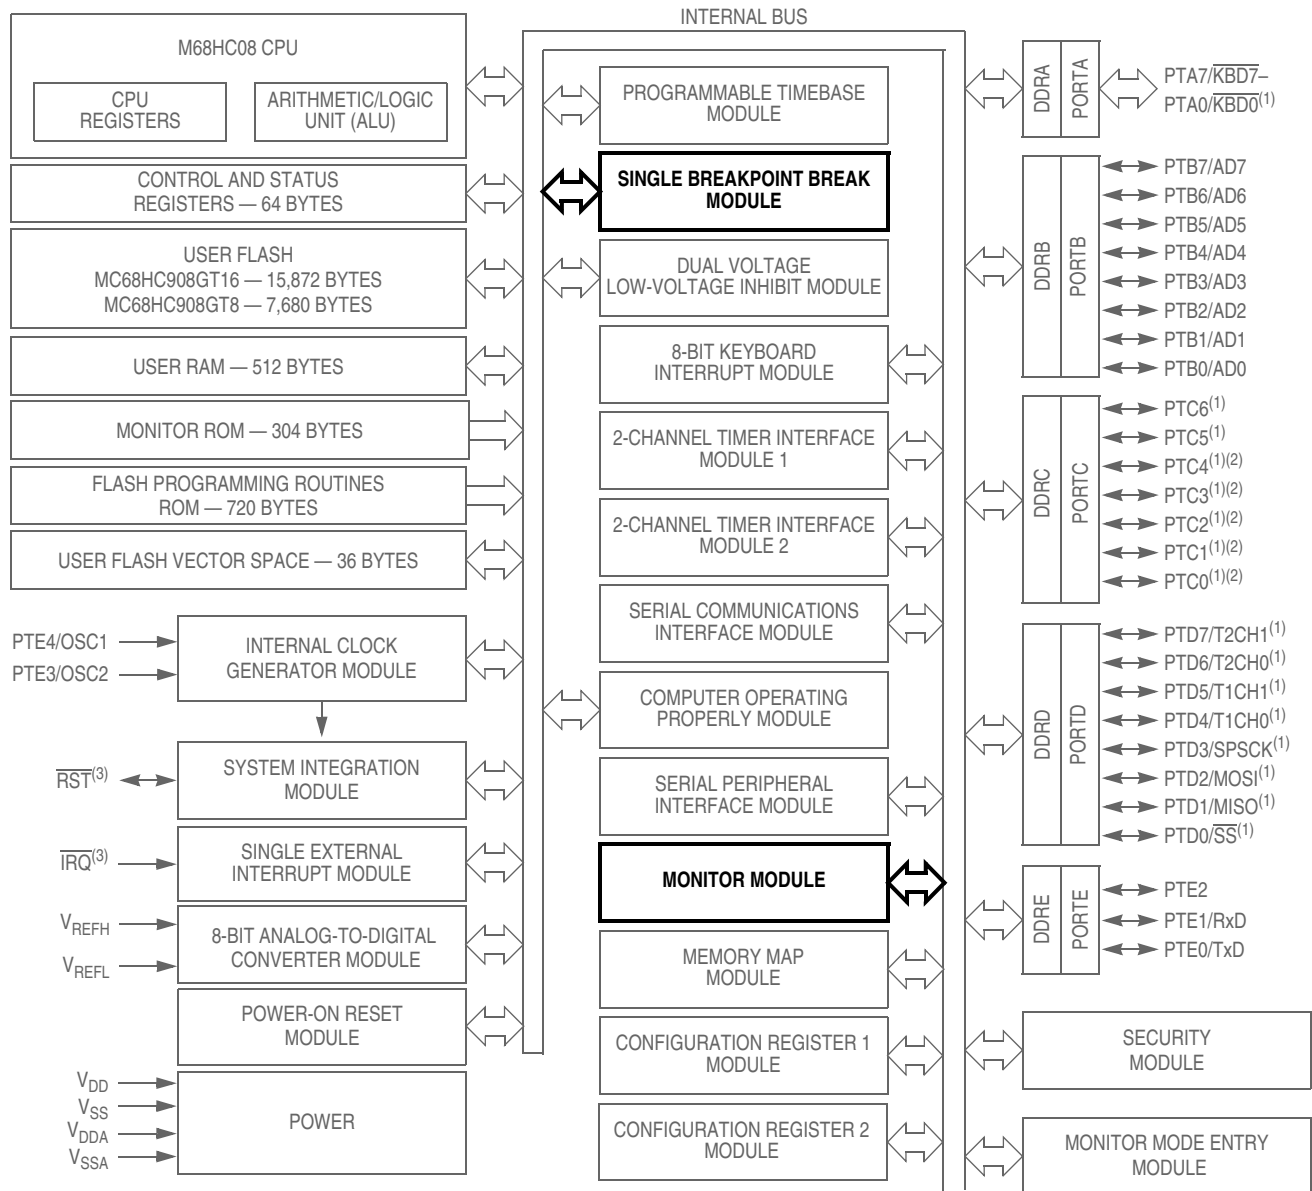 INTERNAL BUS
M68HC08 CPU
CPU
REGISTERS
ARITHMETIC/LOGIC
UNIT (ALU)
CONTROL AND STATUS
REGISTERS — 64 BYTES
USER FLASH
MC68HC908GT16 — 15,872 BYTES
MC68HC908GT8 — 7,680 BYTES
USER RAM — 512 BYTES
MONITOR ROM — 304 BYTES
FLASH PROGRAMMING ROUTINES
ROM — 720 BYTES
USER FLASH VECTOR SPACE — 36 BYTES
PTE4/OSC1
PTE3/OSC2
INTERNAL CLOCK
GENERATOR MODULE
RST(3)
SYSTEM INTEGRATION
MODULE
IRQ(3)
SINGLE EXTERNAL
INTERRUPT MODULE
VREFH
VREFL
8-BIT ANALOG-TO-DIGITAL
CONVERTER MODULE
POWER-ON RESET
MODULE
VDD
VSS
VDDA
VSSA
POWER
PROGRAMMABLE TIMEBASE
MODULE
SINGLE BREAKPOINT BREAK
MODULE
DUAL VOLTAGE
LOW-VOLTAGE INHIBIT MODULE
8-BIT KEYBOARD
INTERRUPT MODULE
2-CHANNEL TIMER INTERFACE
MODULE 1
2-CHANNEL TIMER INTERFACE
MODULE 2
SERIAL COMMUNICATIONS
INTERFACE MODULE
COMPUTER OPERATING
PROPERLY MODULE
SERIAL PERIPHERAL
INTERFACE MODULE
MONITOR MODULE
MEMORY MAP
MODULE
CONFIGURATION REGISTER 1
MODULE
CONFIGURATION REGISTER 2
MODULE
DDRA
PORTA
PTA7/KBD7–
PTA0/KBD0(1)
DDRB
PORTB
PTB7/AD7
PTB6/AD6
PTB5/AD5
PTB4/AD4
PTB3/AD3
PTB2/AD2
PTB1/AD1
PTB0/AD0
DDRC
PORTC
PTC6(1)
PTC5(1)
PTC4(1)(2)
PTC3(1)(2)
PTC2(1)(2)
PTC1(1)(2)
PTC0(1)(2)
DDRD
PORTD
PTD7/T2CH1(1)
PTD6/T2CH0(1)
PTD5/T1CH1(1)
PTD4/T1CH0(1)
PTD3/SPSCK(1)
PTD2/MOSI(1)
PTD1/MISO(1)
PTD0/SS(1)
DDRE
PORTE
PTE2
PTE1/RxD
PTE0/TxD
SECURITY
MODULE
MONITOR MODE ENTRY
MODULE